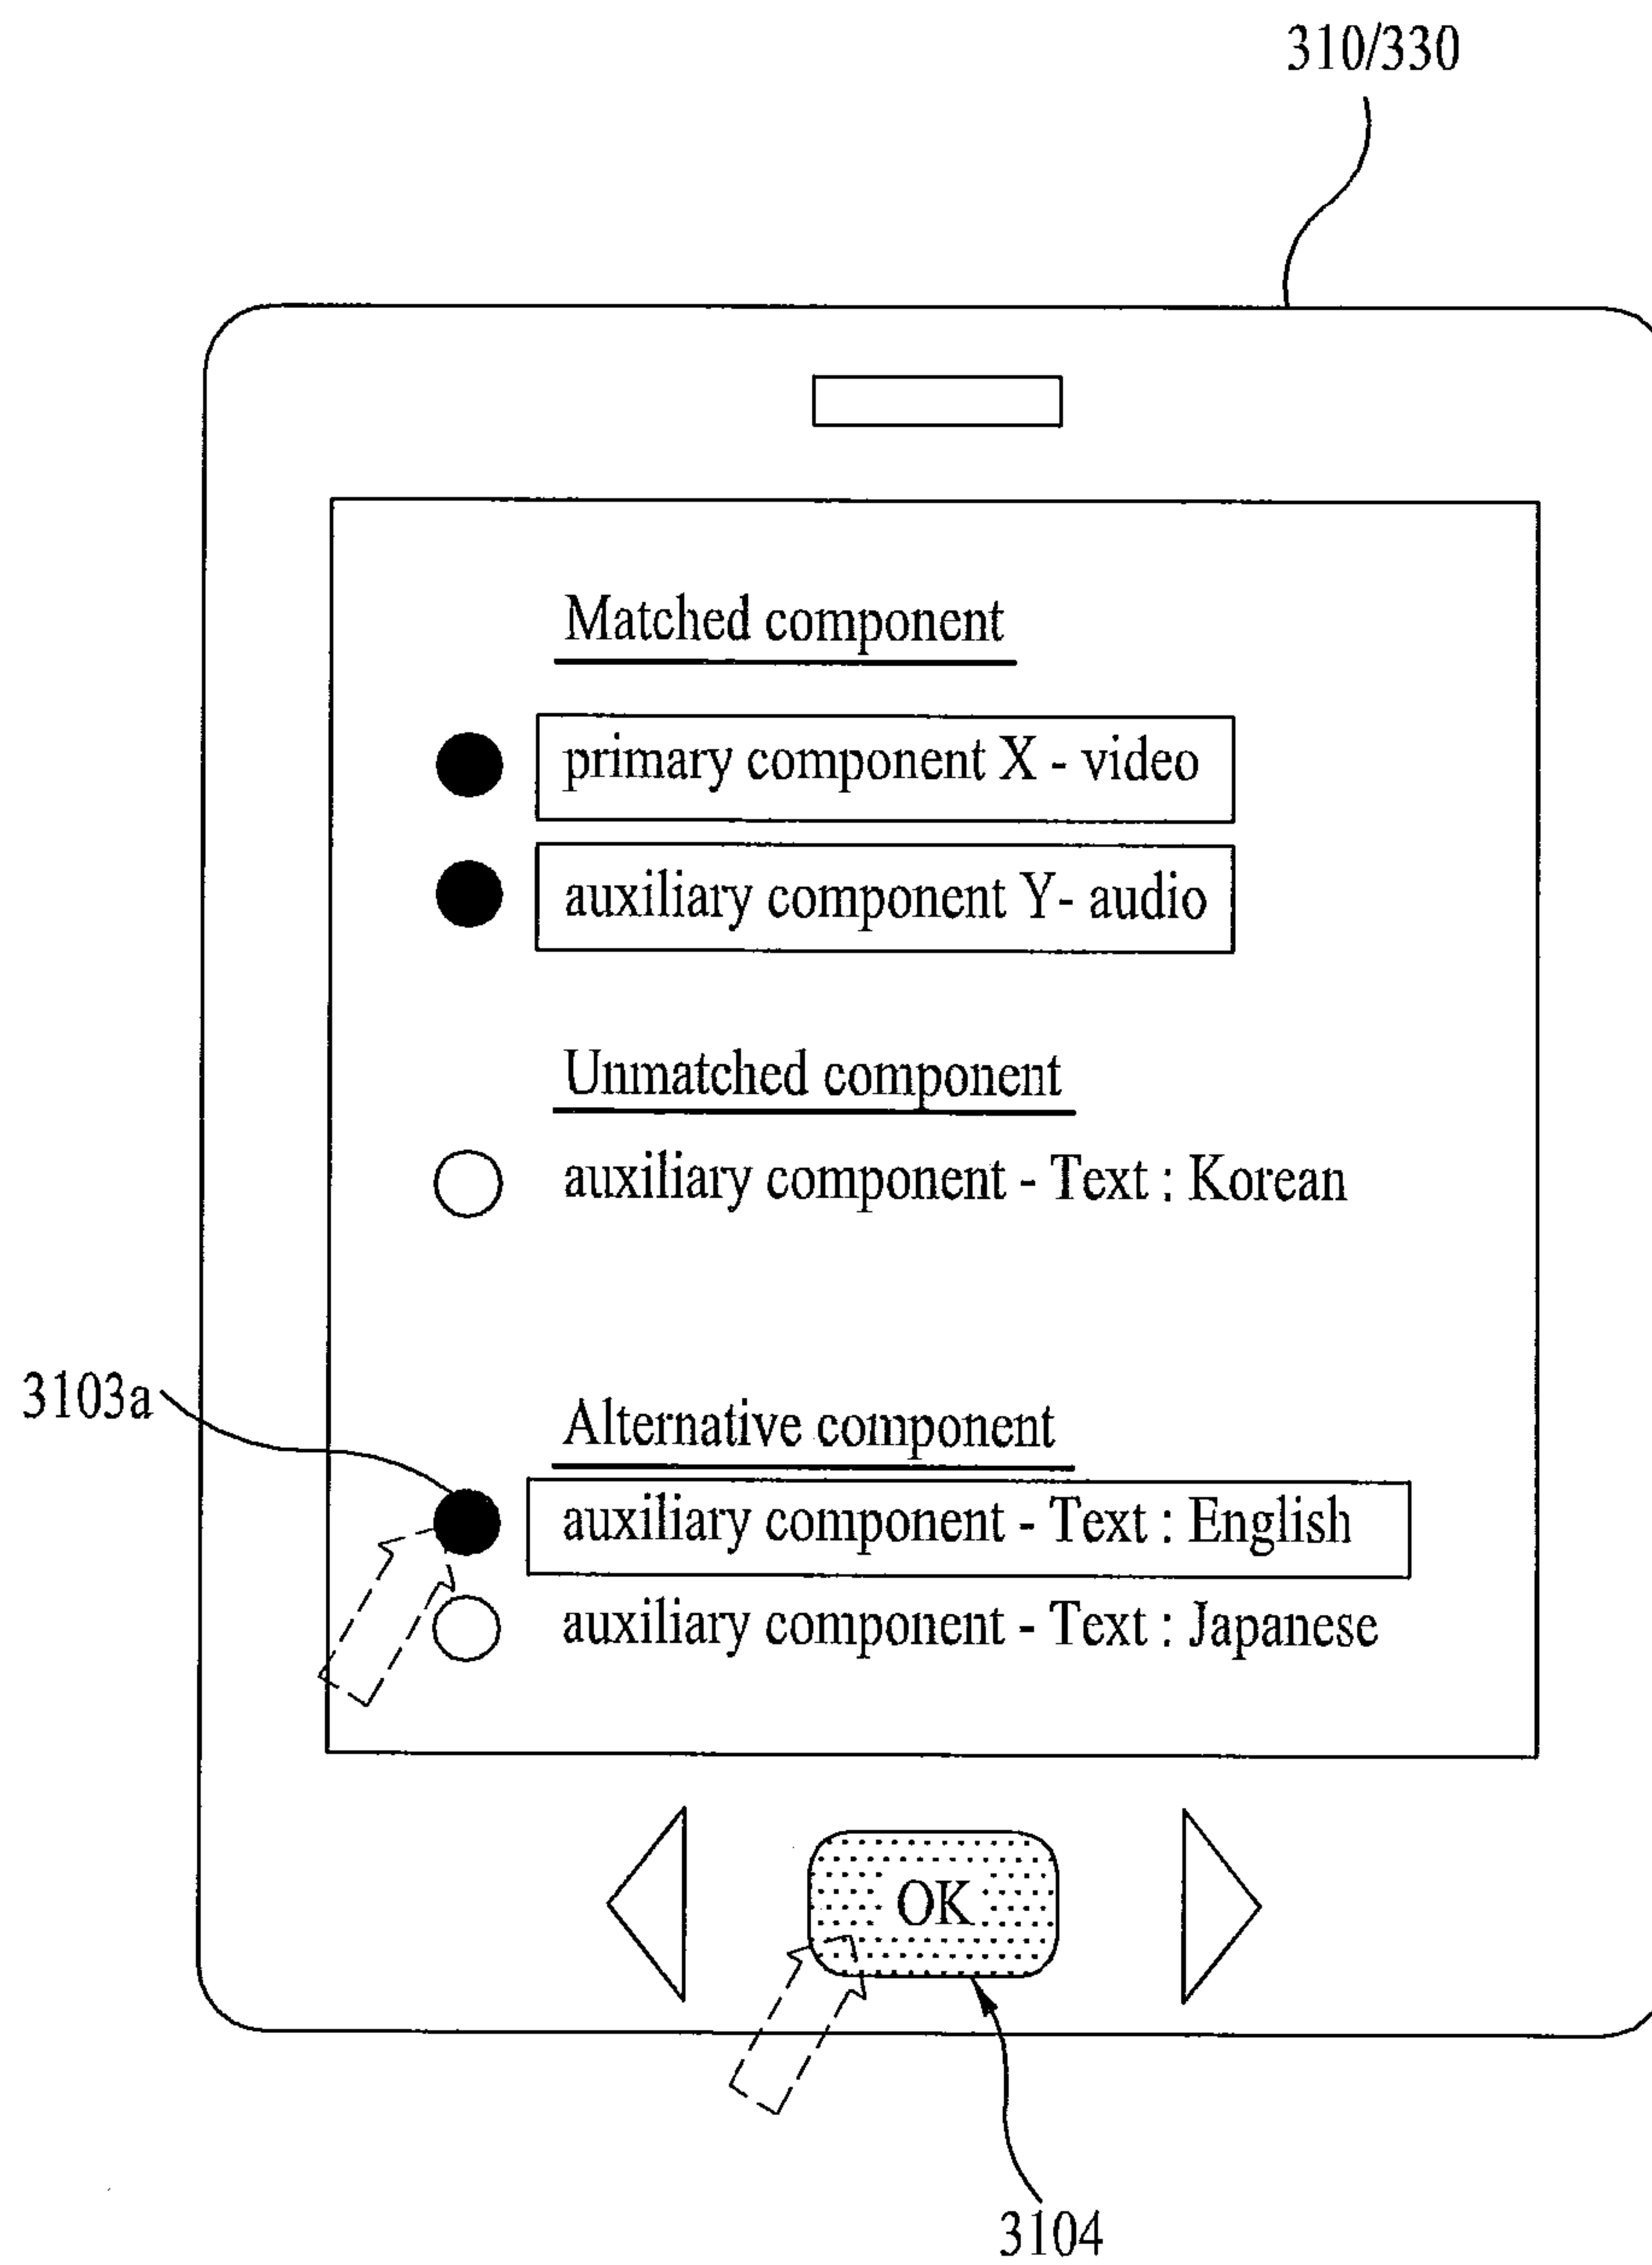 310/330
Matched component
primary component X - video
auxiliary component Y- audio
Unmatched component
auxiliary component - Text : Korean
3103a
Alternative component
auxiliary component - Text : English
auxiliary component - Text : Japanese
OK
3104